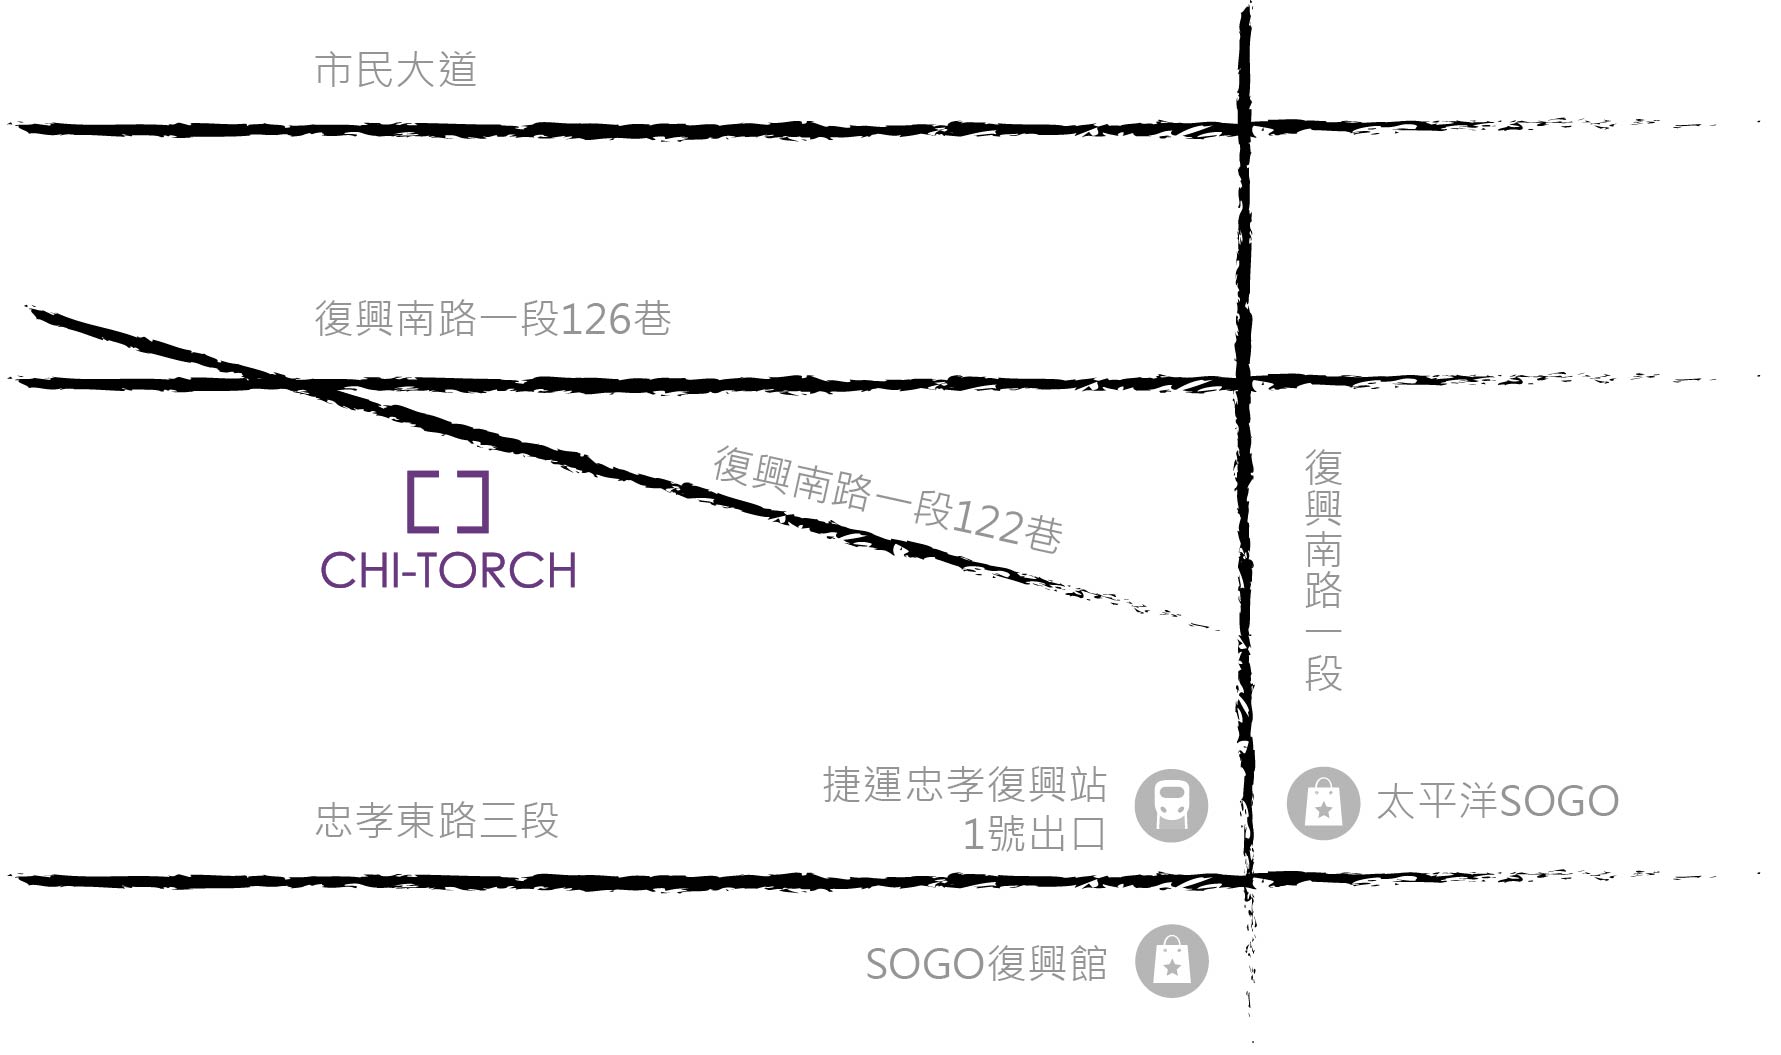 市民大道
復興南路一段126巷
復興南路一段122巷
復興南路一段
CHI-TORCH
捷運忠孝復興站
1號出口
太平洋SOGO
忠孝東路三段
SOGO復興館